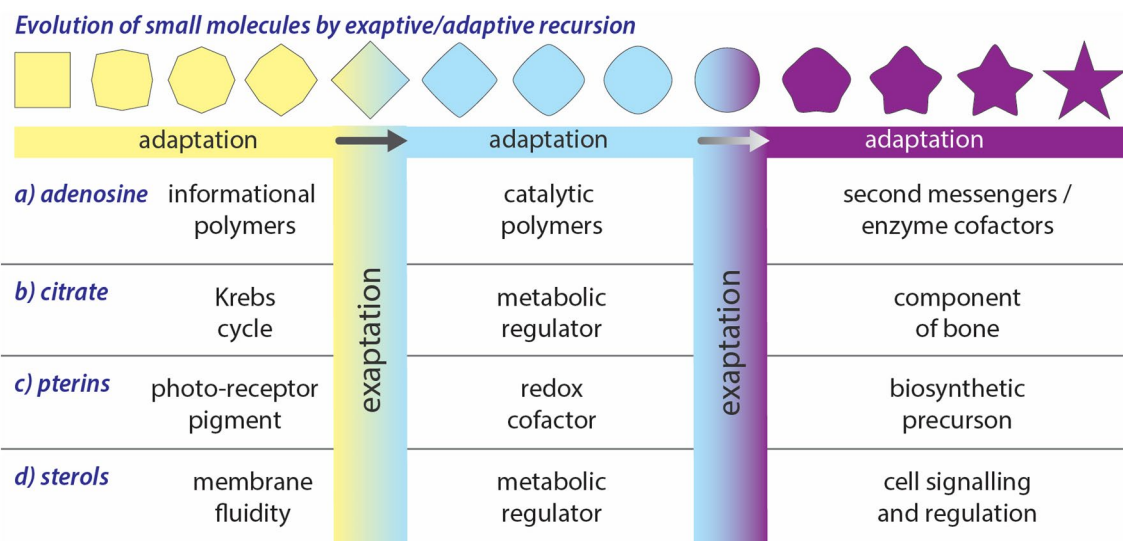 Evolution of small molecules by exaptive/adaptive recursion
adaptation
adaptation
adaptation
a) adenosine
informational
polymers
catalytic
polymers
second messengers /
enzyme cofactors
b) citrate
Krebs
cycle
metabolic
regulator
component
of bone
c) pterins
photo-receptor
pigment
redox
cofactor
biosynthetic
precurson
d) sterols
membrane
fluidity
metabolic
regulator
cell signalling
and regulation
exaptation
exaptation